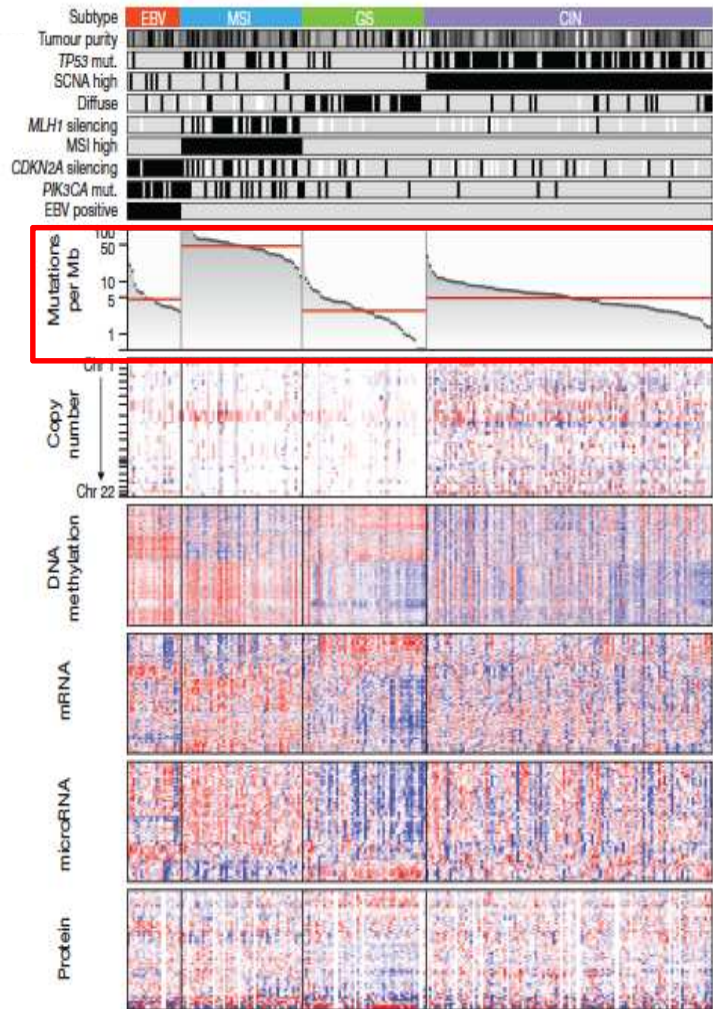 Subtype EBV MSI GS CIN
Tumour purity
TP53 mut.
SCNA high
Diffuse
MLH1 silencing
MSI high
CDKN2A silencing
PIK3CA mut.
EBV positive
Mutations
per Mb
100
50
10
5
1
Chr 1
Copy
number
Chr 22
DNA
methylation
mRNA
microRNA
Protein